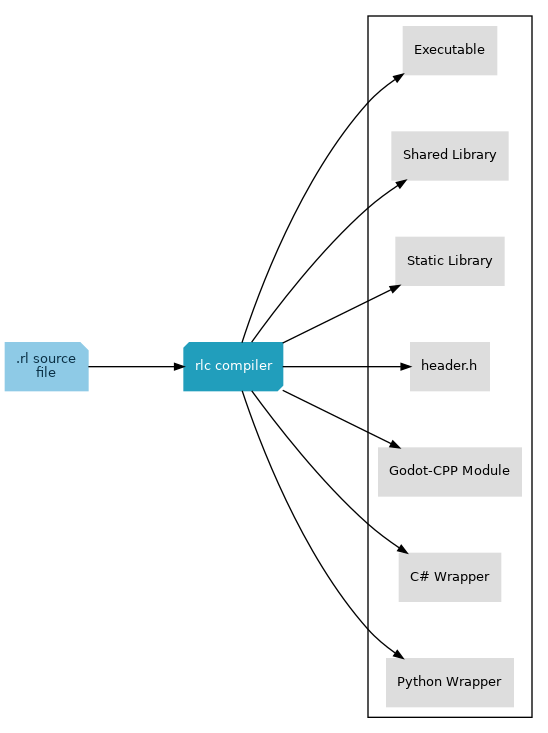 Executable
Shared Library
Static Library
.rl source
file
rlc compiler
header.h
Godot-CPP Module
C# Wrapper
Python Wrapper